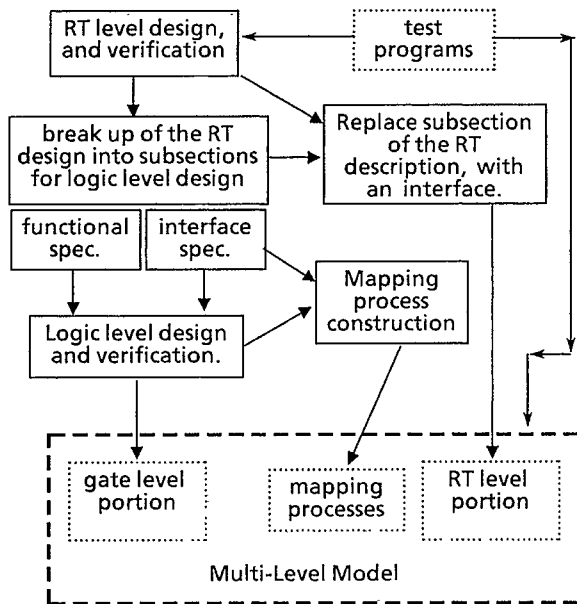 RT level design,
and verification
test
programs
break up of the RT
design into subsections
for logic level design
Replace subsection
of the RT
description, with
an interface.
functional
spec.
interface
spec.
Mapping
process
construction
Logic level design
and verification.
gate level
portion
mapping
processes
RT level
portion
Multi-Level Model